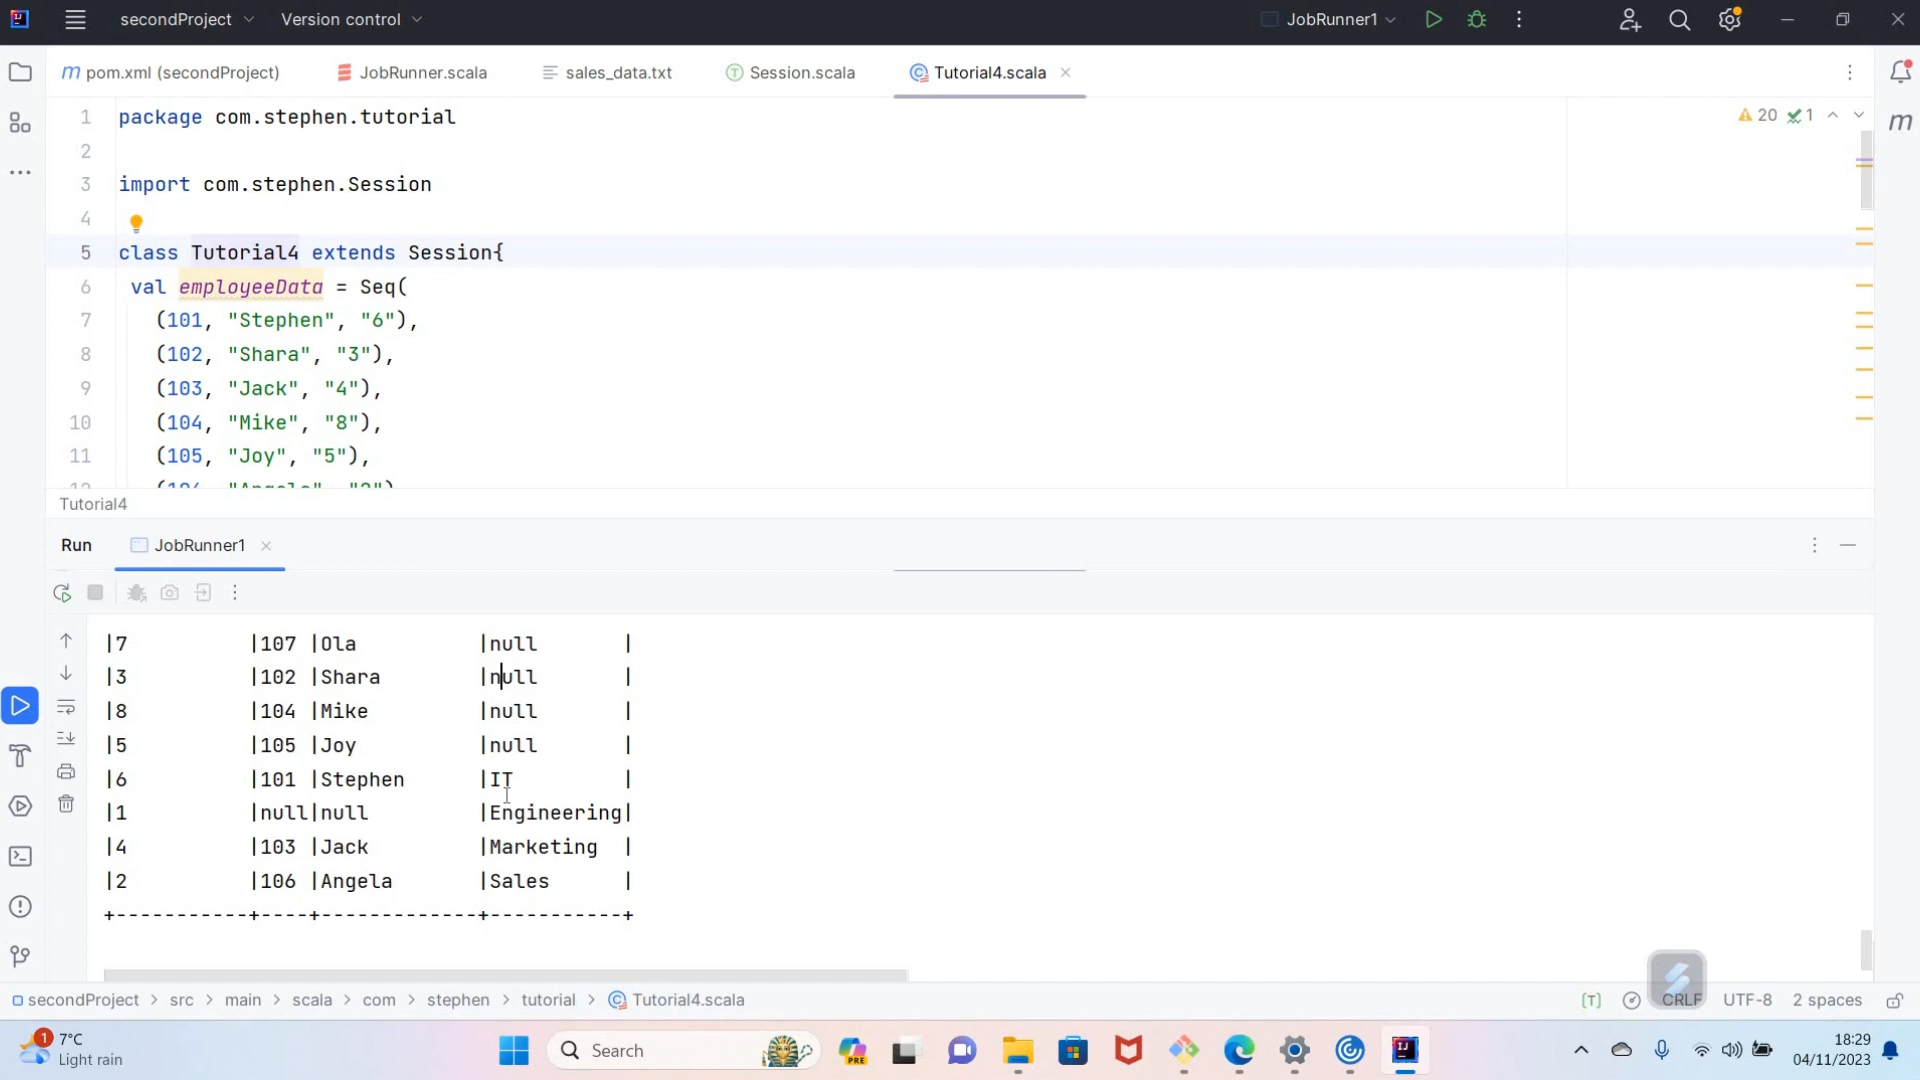 secondProject Version control JobRunner1
pom.xml (secondProject) JobRunner.scala sales_data.txt Session.scala Tutorial4.scala
1 package com.stephen.tutorial
20 1
2
3 import com.stephen.Session
4
5 class Tutorial4 extends Session{
6 val employeeData = Seq(
7 (101, "Stephen", "6"),
8 (102, "Shara", "3"),
9 (103, "Jack", "4"),
10 (104, "Mike", "8"),
11 (105, "Joy", "5"),
Tutorial4
Run JobRunner1
|7 |107 |Ola |null |
|3 |102 |Shara |null |
|8 |104 |Mike |null |
|5 |105 |Joy |null |
|6 |101 |Stephen |IT |
|1 |null|null |Engineering|
|4 |103 |Jack |Marketing |
|2 |106 |Angela |Sales |
+-----------+----+-------------+-----------+
secondProject > src > main > scala > com > stephen > tutorial > Tutorial4.scala CRLF UTF-8 2 spaces
1 7°C
Light rain
Search
PRE
18:29
04/11/2023